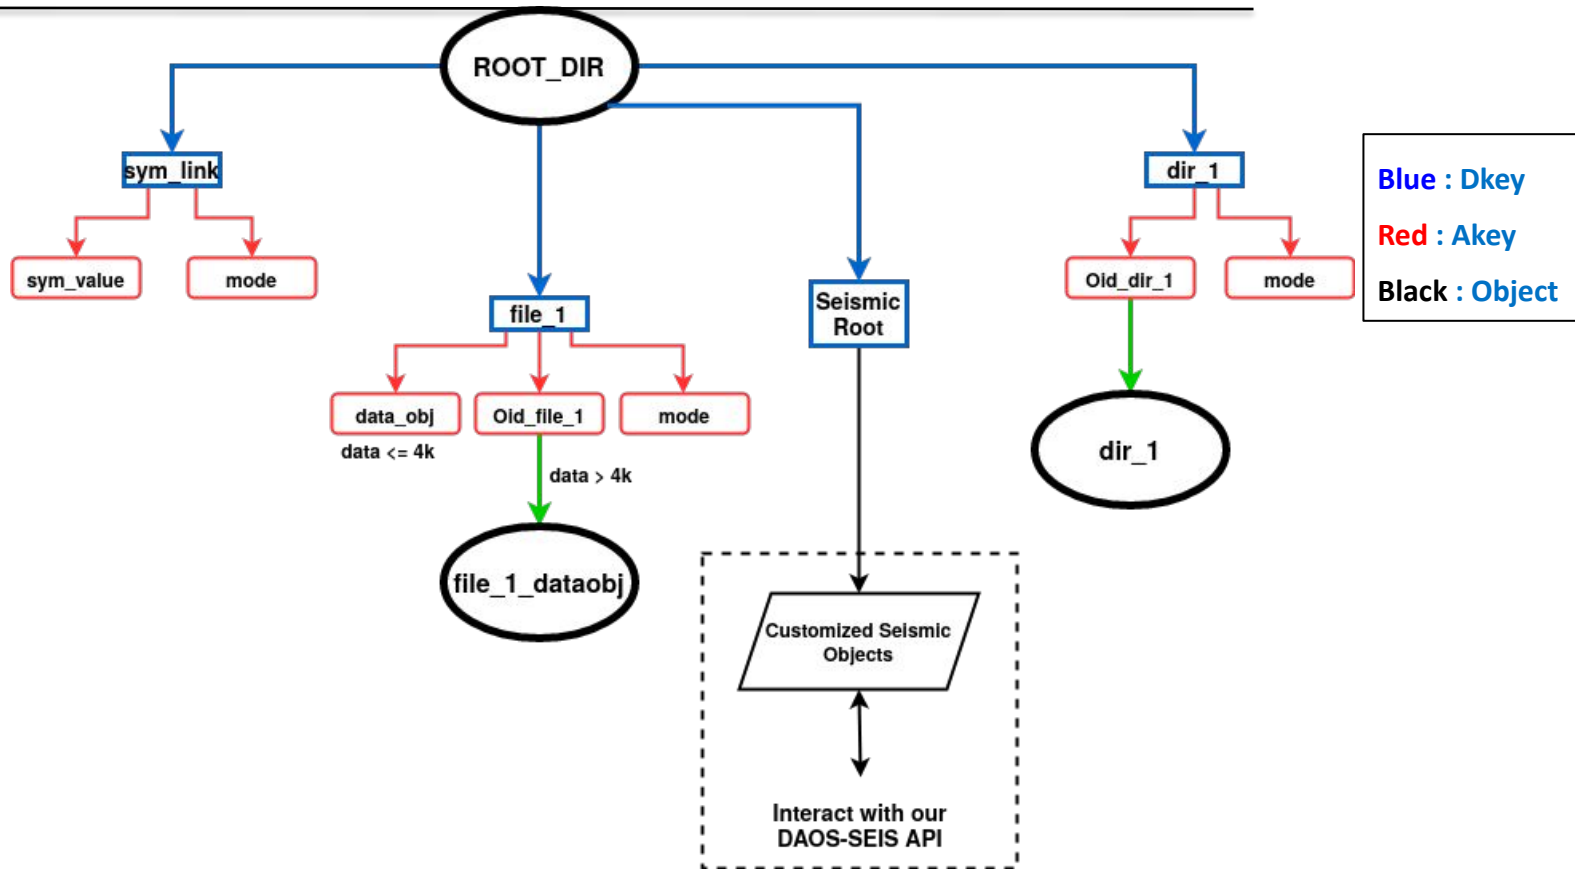 ROOT_DIR
sym_link
dir_1
Blue : Dkey
Red : Akey
Black : Object
sym_value
mode
Oid_dir_1
mode
file_1
Seismic
Root
data_obj
Oid_file_1
mode
data <= 4k
data > 4k
dir_1
file_1_dataobj
Customized Seismic
Objects
Interact with our
DAOS-SEIS API